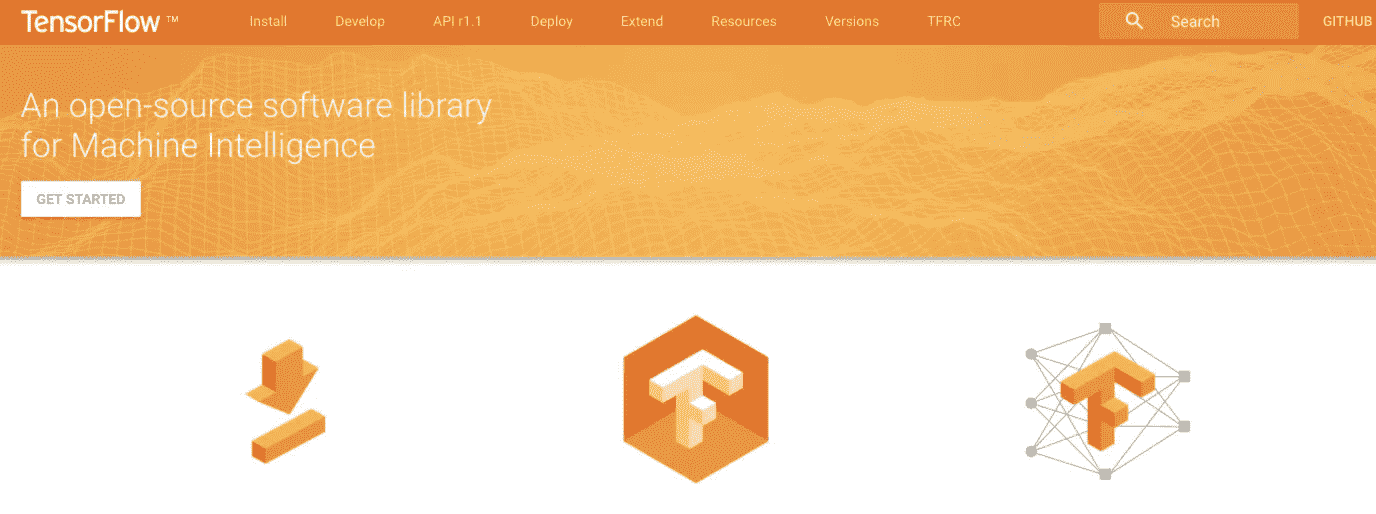 TensorFlow ™ Install Develop API r1.1 Deploy Extend Resources Versions TFRC Search GITHUB
An open-source software library
for Machine Intelligence
GET STARTED